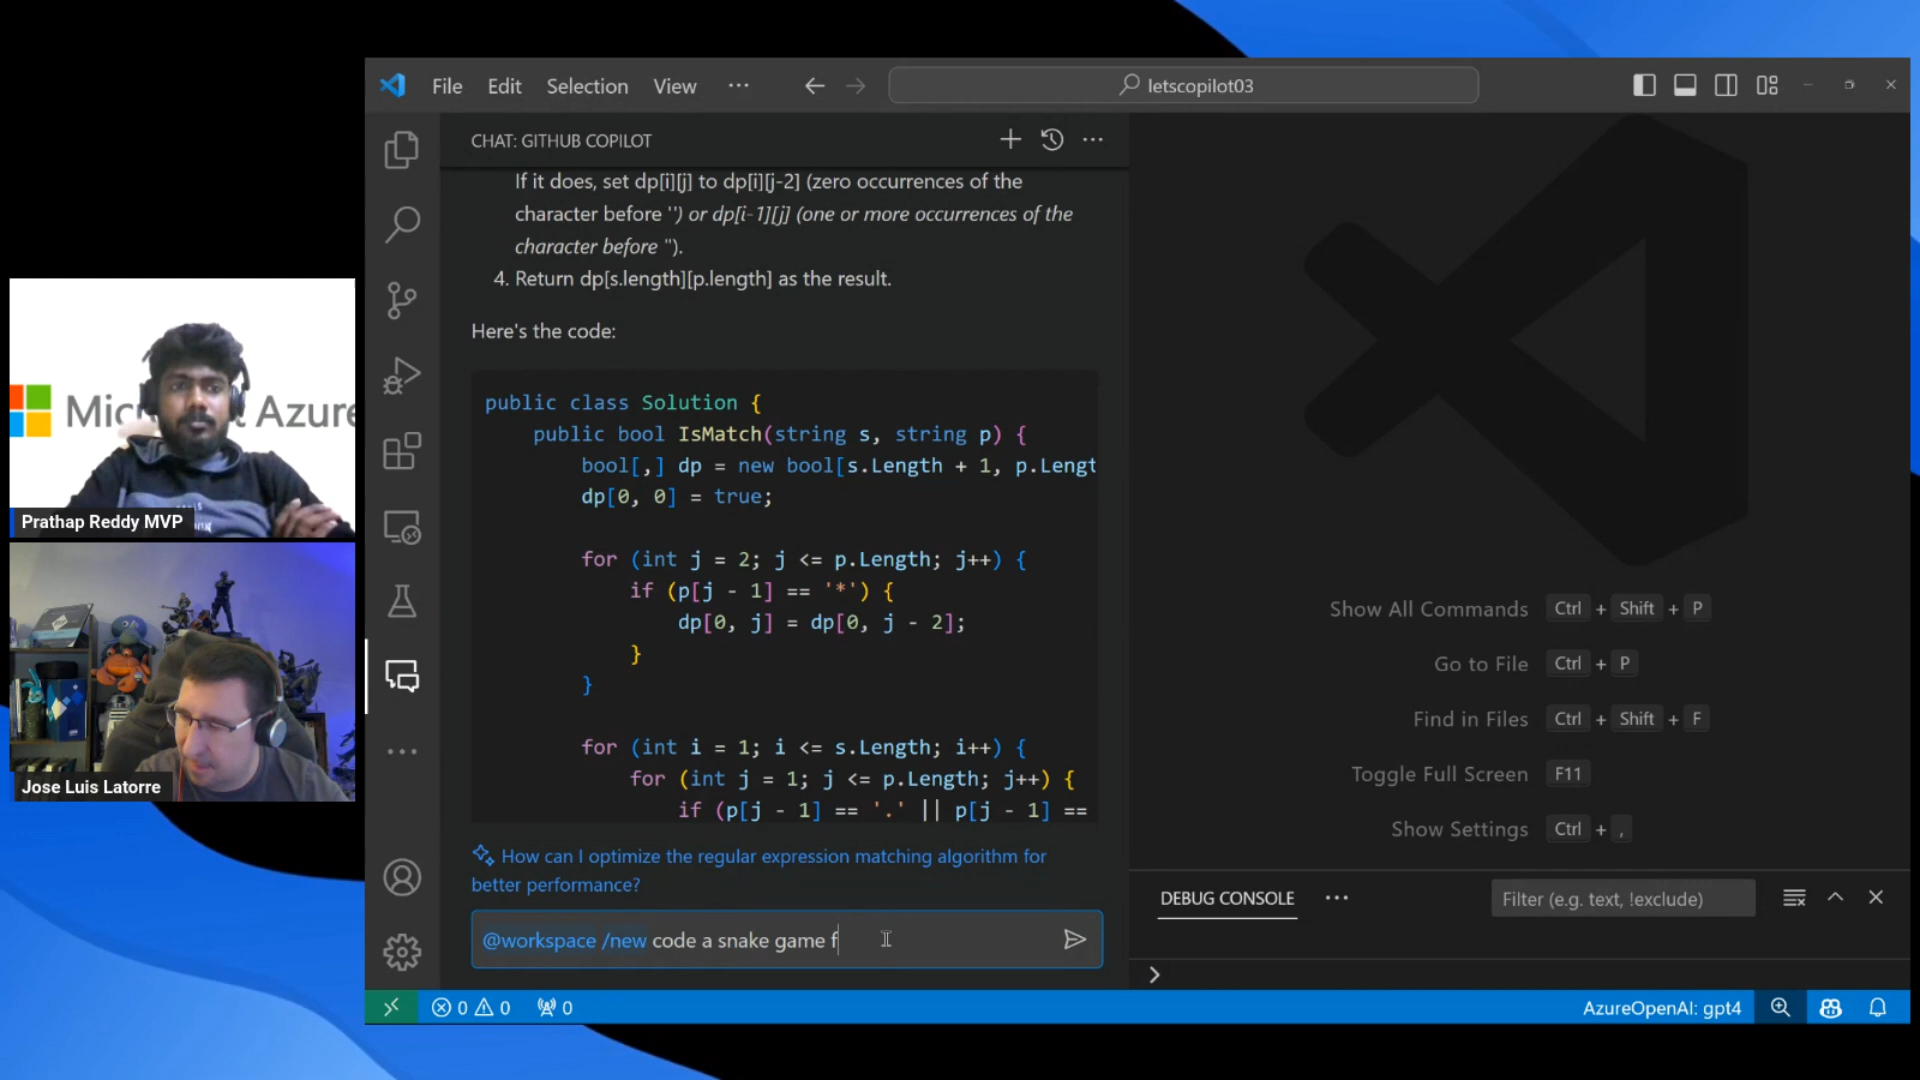 File Edit Selection View ···
letscopilot03
CHAT: GITHUB COPILOT
If it does, set dp[i][j] to dp[i][j-2] (zero occurrences of the
character before '') or dp[i-1][j] (one or more occurrences of the
character before '').
4. Return dp[s.length][p.length] as the result.
Here's the code:
public class Solution {
public bool IsMatch(string s, string p) {
bool[,] dp = new bool[s.Length + 1, p.Lengt
dp[0, 0] = true;
for (int j = 2; j <= p.Length; j++) {
if (p[j - 1] == '*') {
dp[0, j] = dp[0, j - 2];
}
}
for (int i = 1; i <= s.Length; i++) {
for (int j = 1; j <= p.Length; j++) {
if (p[j - 1] == '.' || p[j - 1] ==
How can I optimize the regular expression matching algorithm for
better performance?
@workspace /new code a snake game f
Show All Commands Ctrl + Shift + P
Go to File Ctrl + P
Find in Files Ctrl + Shift + F
Toggle Full Screen F11
Show Settings Ctrl + ,
DEBUG CONSOLE ···
Filter (e.g. text, !exclude)
0 0 0
AzureOpenAI: gpt4
Azure
Prathap Reddy MVP
Jose Luis Latorre